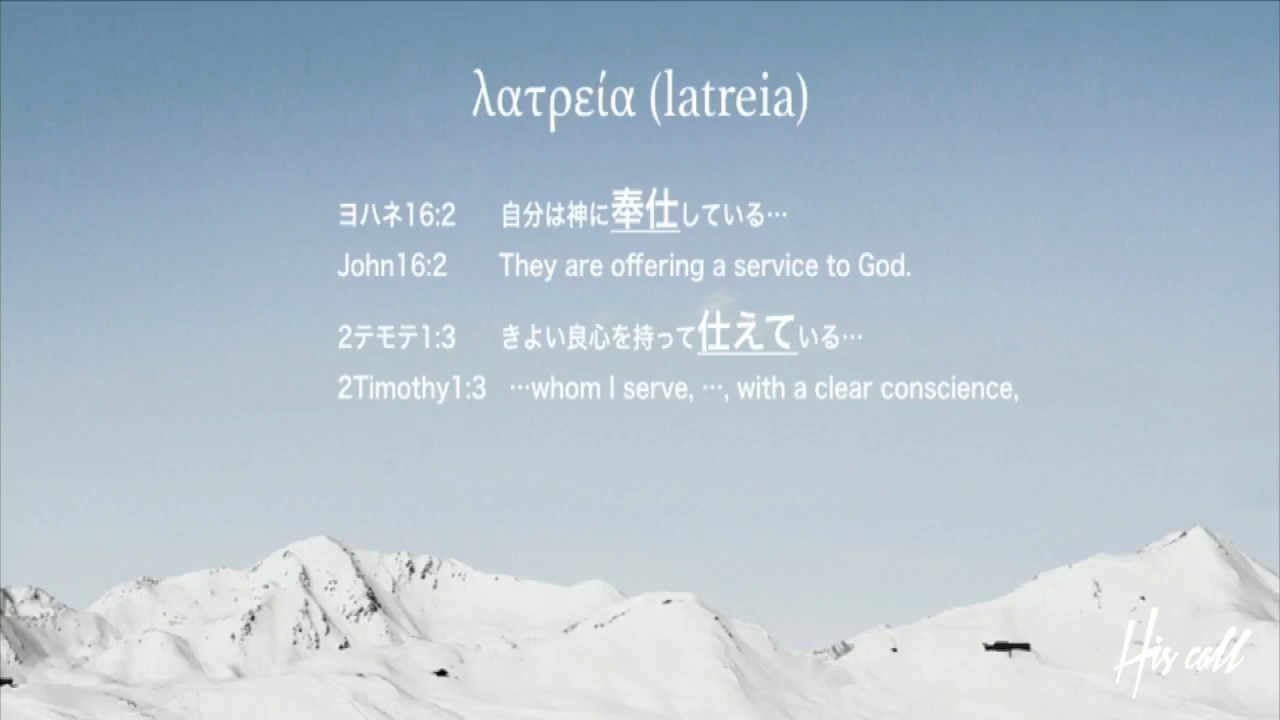 λατρεία (latreia)
ヨハネ16:2 自分は神に奉仕している…
John16:2 They are offering a service to God.
2テモテ1:3 きよい良心を持って仕えている…
2Timothy1:3 …whom I serve, …, with a clear conscience,
His call